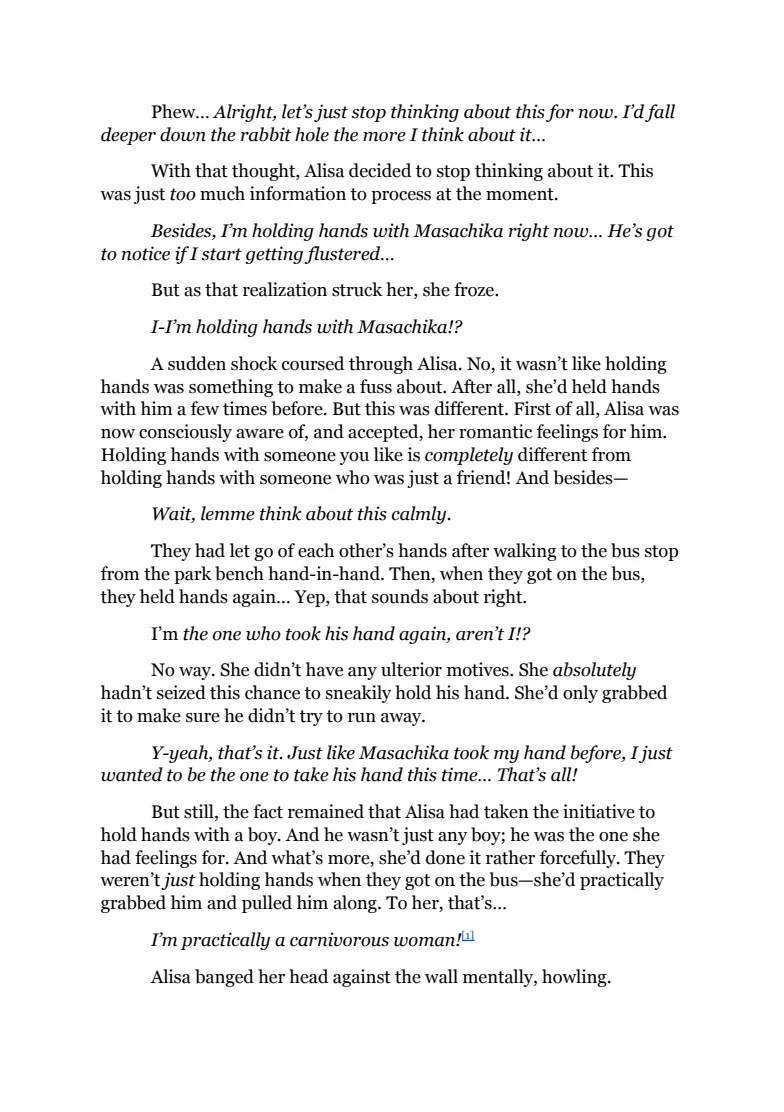 Phew... Alright, let’s just stop thinking about this for now. I’d fall
deeper down the rabbit hole the more I think about it...
With that thought, Alisa decided to stop thinking about it. This
was just too much information to process at the moment.
Besides, I’m holding hands with Masachika right now... He’s got
to notice if I start getting flustered...
But as that realization struck her, she froze.
I-I’m holding hands with Masachika!?
A sudden shock coursed through Alisa. No, it wasn’t like holding
hands was something to make a fuss about. After all, she’d held hands
with him a few times before. But this was different. First of all, Alisa was
now consciously aware of, and accepted, her romantic feelings for him.
Holding hands with someone you like is completely different from
holding hands with someone who was just a friend! And besides—
Wait, lemme think about this calmly.
They had let go of each other’s hands after walking to the bus stop
from the park bench hand-in-hand. Then, when they got on the bus,
they held hands again... Yep, that sounds about right.
I’m the one who took his hand again, aren’t I!?
No way. She didn’t have any ulterior motives. She absolutely
hadn’t seized this chance to sneakily hold his hand. She’d only grabbed
it to make sure he didn’t try to run away.
Y-yeah, that’s it. Just like Masachika took my hand before, I just
wanted to be the one to take his hand this time... That’s all!
But still, the fact remained that Alisa had taken the initiative to
hold hands with a boy. And he wasn’t just any boy; he was the one she
had feelings for. And what’s more, she’d done it rather forcefully. They
weren’t just holding hands when they got on the bus—she’d practically
grabbed him and pulled him along. To her, that’s...
I’m practically a carnivorous woman![1]
Alisa banged her head against the wall mentally, howling.